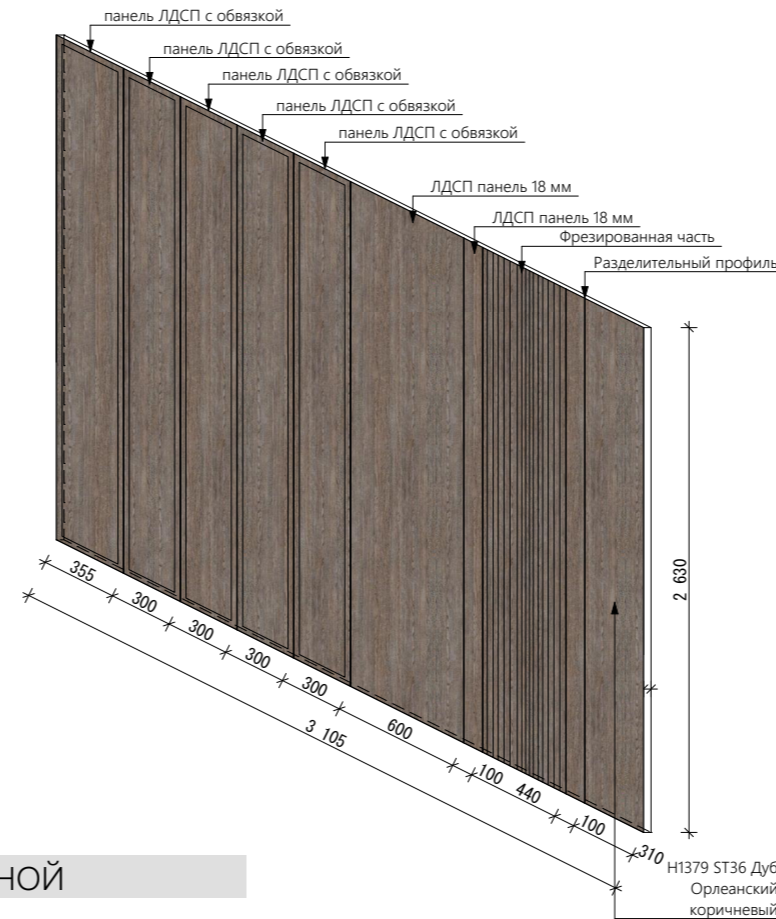 панель ЛДСП с обвязкой
панель ЛДСП с обвязкой
панель ЛДСП с обвязкой
панель ЛДСП с обвязкой
панель ЛДСП с обвязкой
ЛДСП панель 18 мм
ЛДСП панель 18 мм
Фрезированная часть
Разделительный профиль
2 630
355
300
300
300
300
600
100
440
100
310
3 105
H1379 ST36 Дуб
Орлеанский
коричневый
НОЙ